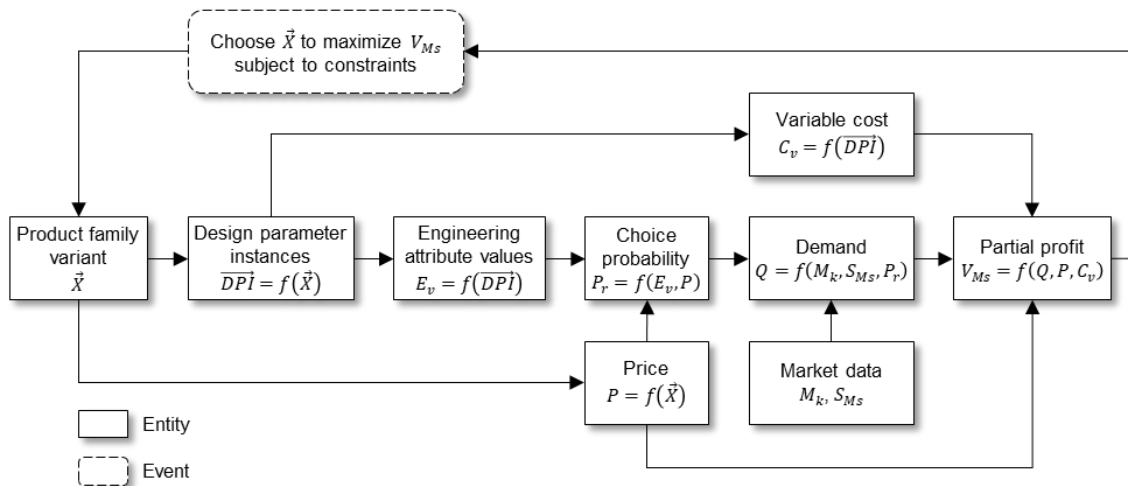 Choose X⃗ to maximize V_Ms
subject to constraints
Variable cost
C_v = f(DPI⃗)
Product family
variant
X⃗
Design parameter
instances
DPI⃗ = f(X⃗)
Engineering
attribute values
E_v = f(DPI⃗)
Choice
probability
P_r = f(E_v, P)
Demand
Q = f(M_k, S_Ms, P_r)
Partial profit
V_Ms = f(Q, P, C_v)
Price
P = f(X⃗)
Market data
M_k, S_Ms
Entity
Event